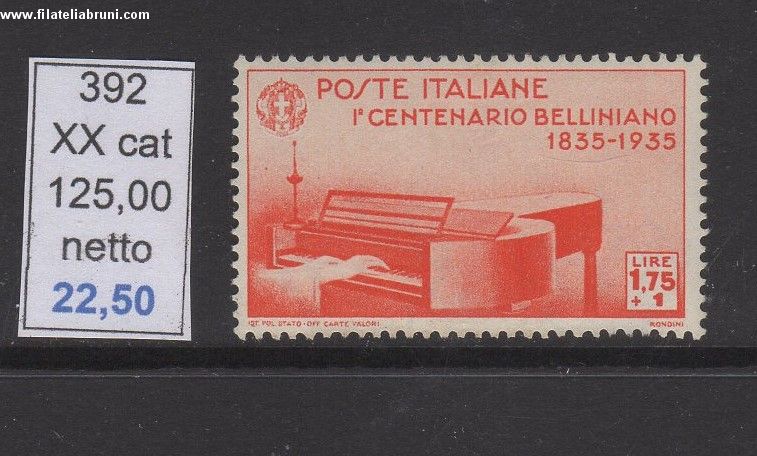 www.filateliabruni.com
392
XX cat
125,00
netto
22,50
POSTE ITALIANE
Iº CENTENARIO BELLINIANO
1835-1935
LIRE
1,75
+1
IST. POL. STATO-OFF. CARTE VALORI
RONDINI